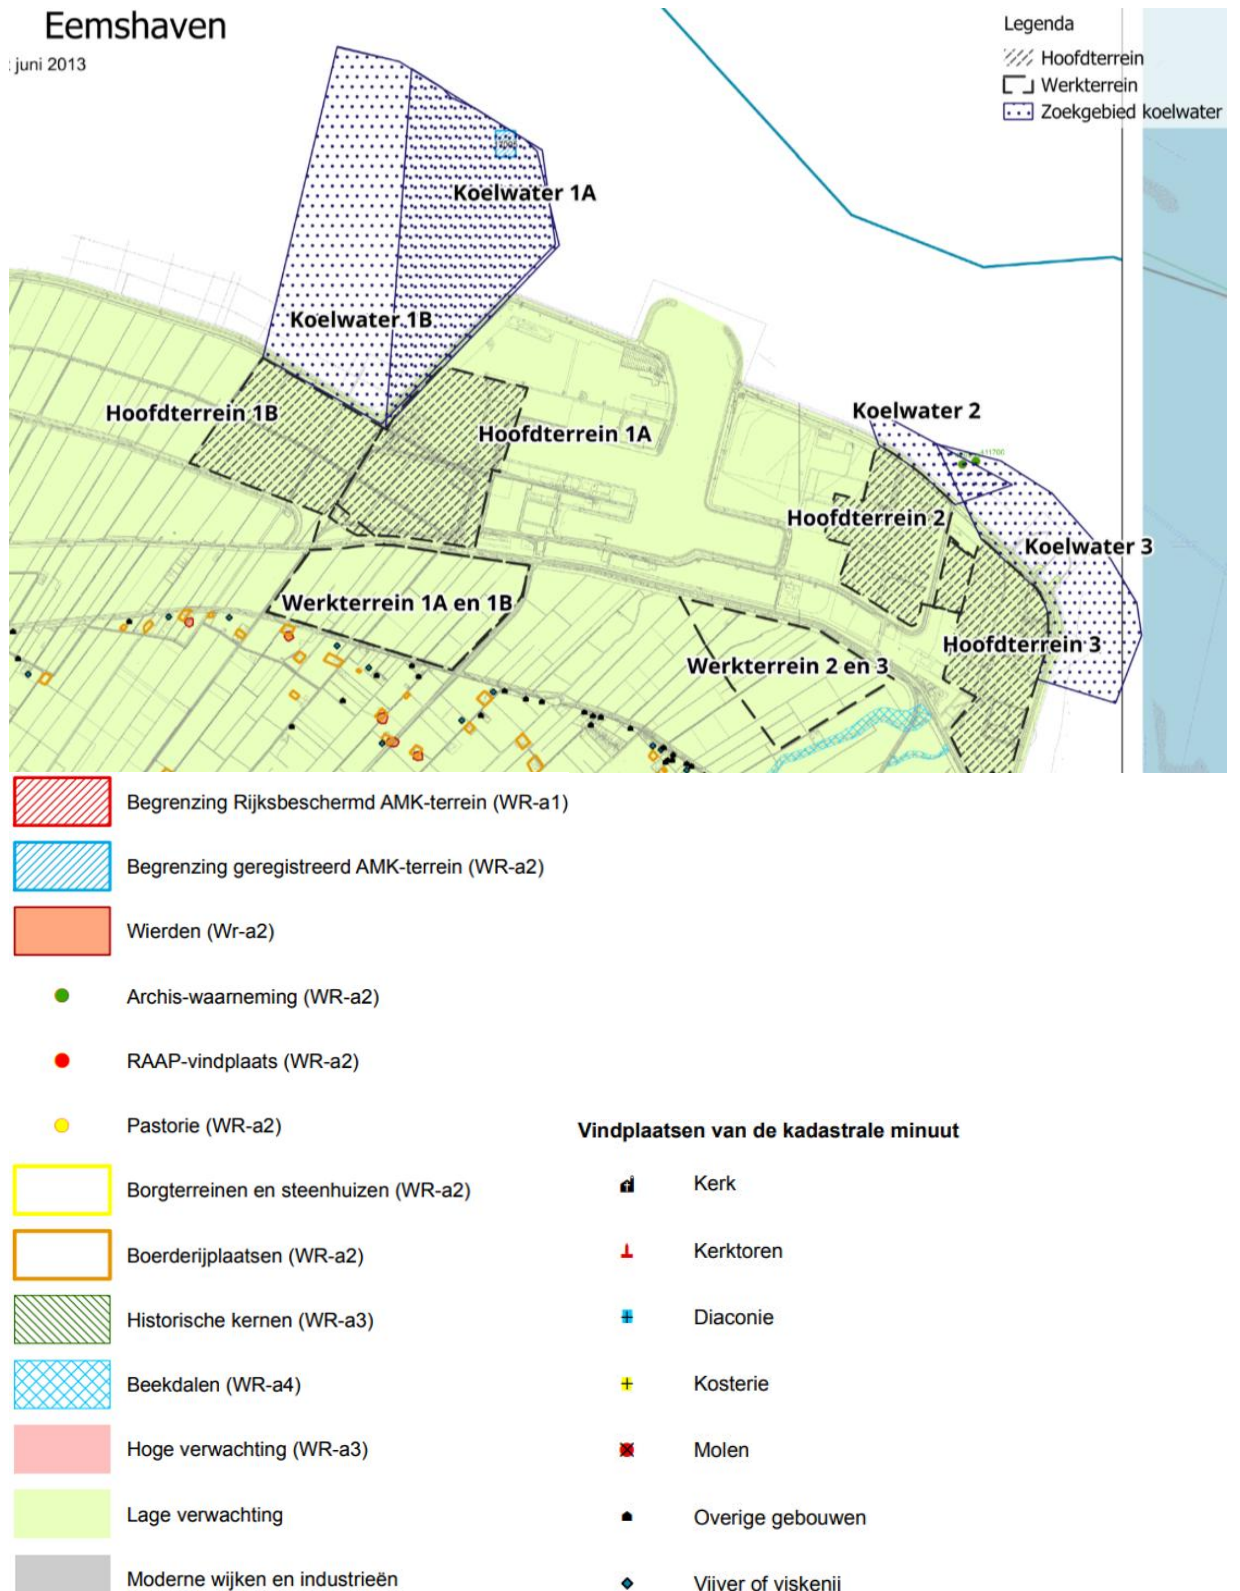 Eemshaven
juni 2013
Legenda
Hoofdterrein
Werkterrein
Zoekgebied koelwater
Koelwater 1A
Koelwater 1B
Hoofdterrein 1B
Hoofdterrein 1A
Koelwater 2
Hoofdterrein 2
Koelwater 3
Werkterrein 1A en 1B
Hoofdterrein 3
Werkterrein 2 en 3
Begrenzing Rijksbeschermd AMK-terrein (WR-a1)
Begrenzing geregistreerd AMK-terrein (WR-a2)
Wierden (Wr-a2)
Archis-waarneming (WR-a2)
RAAP-vindplaats (WR-a2)
Pastorie (WR-a2)
Borgterreinen en steenhuizen (WR-a2)
Boerderijplaatsen (WR-a2)
Historische kernen (WR-a3)
Beekdalen (WR-a4)
Hoge verwachting (WR-a3)
Lage verwachting
Moderne wijken en industrieën
Vindplaatsen van de kadastrale minuut
Kerk
Kerktoren
Diaconie
Kosterie
Molen
Overige gebouwen
Vijver of viskenij